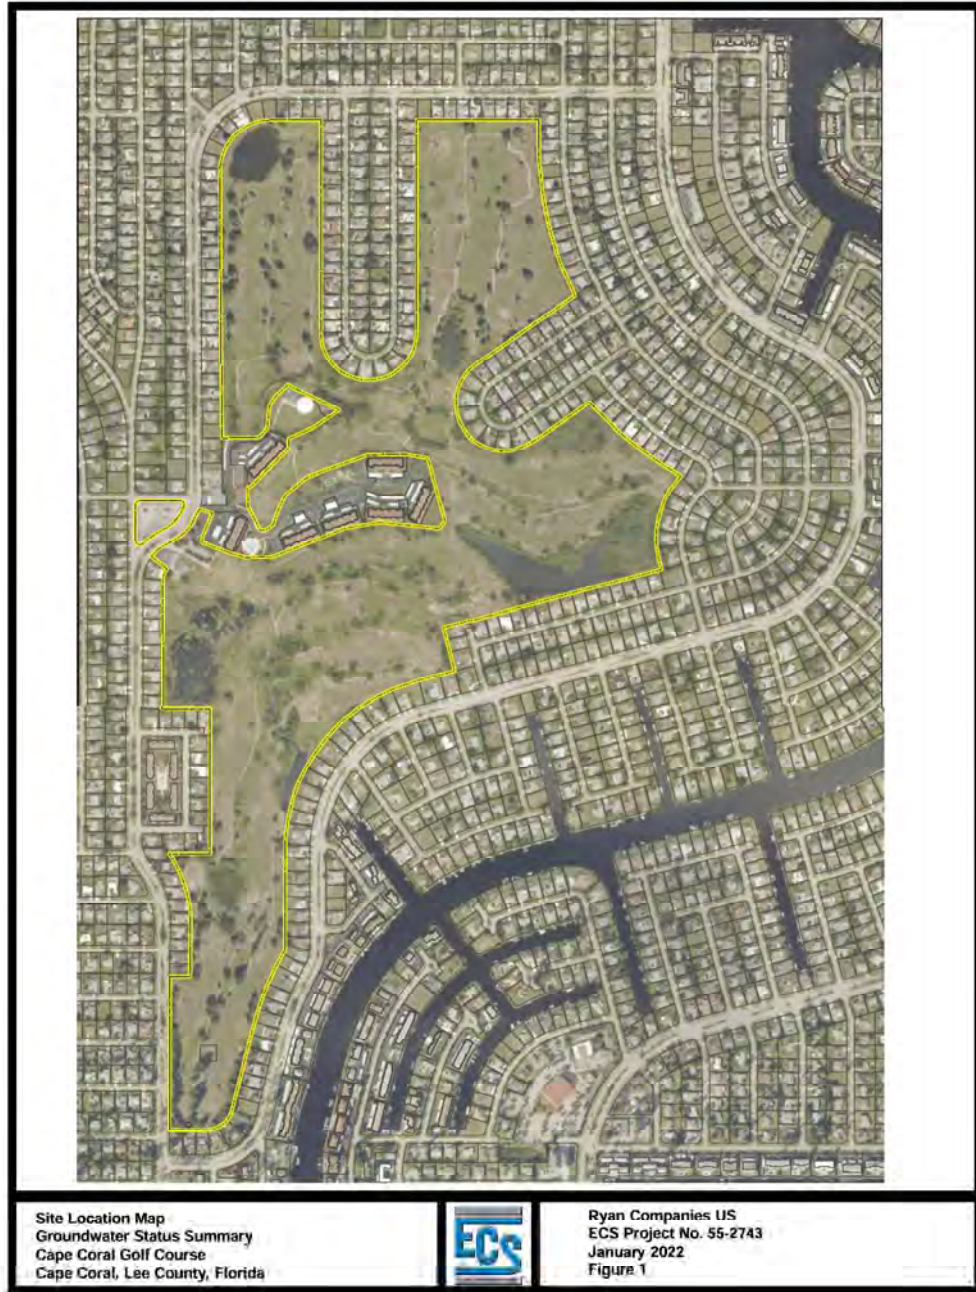 Site Location Map
Groundwater Status Summary
Cape Coral Golf Course
Cape Coral, Lee County, Florida
ECS
Ryan Companies US
ECS Project No. 55-2743
January 2022
Figure 1